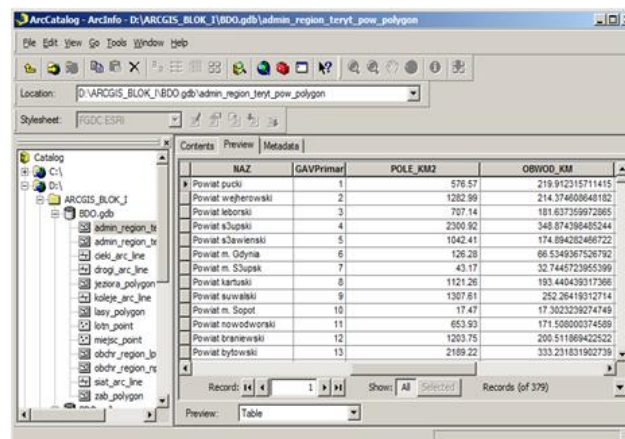 ArcCatalog - ArcInfo - D:\ARCGIS_BLOK_I\BDO.gdb\admin_region_teryt_pow_polygon
File Edit View Go Tools Window Help
Location: D:\ARCGIS_BLOK_I\BDO.gdb\admin_region_teryt_pow_polygon
Stylesheet: FGDC ESRI
Contents Preview Metadata
Catalog
C:\
D:\
ARCGIS_BLOK_I
BDO.gdb
admin_region_te
admin_region_te
cieki_arc_line
drogi_arc_line
jeziora_polygon
koleje_arc_line
lasy_polygon
lotn_point
miejsc_point
obchr_region_lp
obchr_region_np
siat_arc_line
zab_polygon
NAZ GAVPrimar POLE_KM2 OBWOD_KM
Powiat pucki 1 576.57 219.912315711415
Powiat wejherowski 2 1282.99 214.374608648182
Powiat leborski 3 707.14 181.637359972865
Powiat s3upski 4 2300.92 348.874398485244
Powiat s3awienski 5 1042.41 174.894282466722
Powiat m. Gdynia 6 126.28 66.5349367526792
Powiat m. S3upsk 7 43.17 32.7445723955399
Powiat kartuski 8 1121.26 193.440439317366
Powiat suwalski 9 1307.61 252.26419312714
Powiat m. Sopot 10 17.47 17.3023239274749
Powiat nowodworski 11 653.93 171.508000374589
Powiat braniewski 12 1203.75 200.511869422522
Powiat bytowski 13 2189.22 333.231831902739
Record: 1 Show: All Selected Records (of 379)
Preview: Table